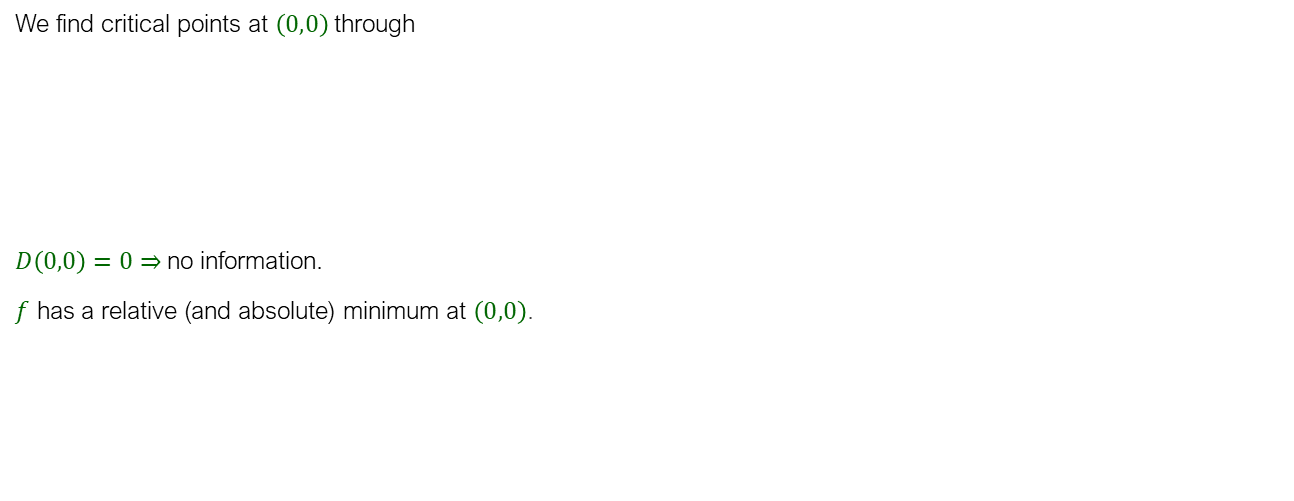 We find critical points at (0,0) through
D(0,0) = 0 ⇒ no information.
f has a relative (and absolute) minimum at (0,0).